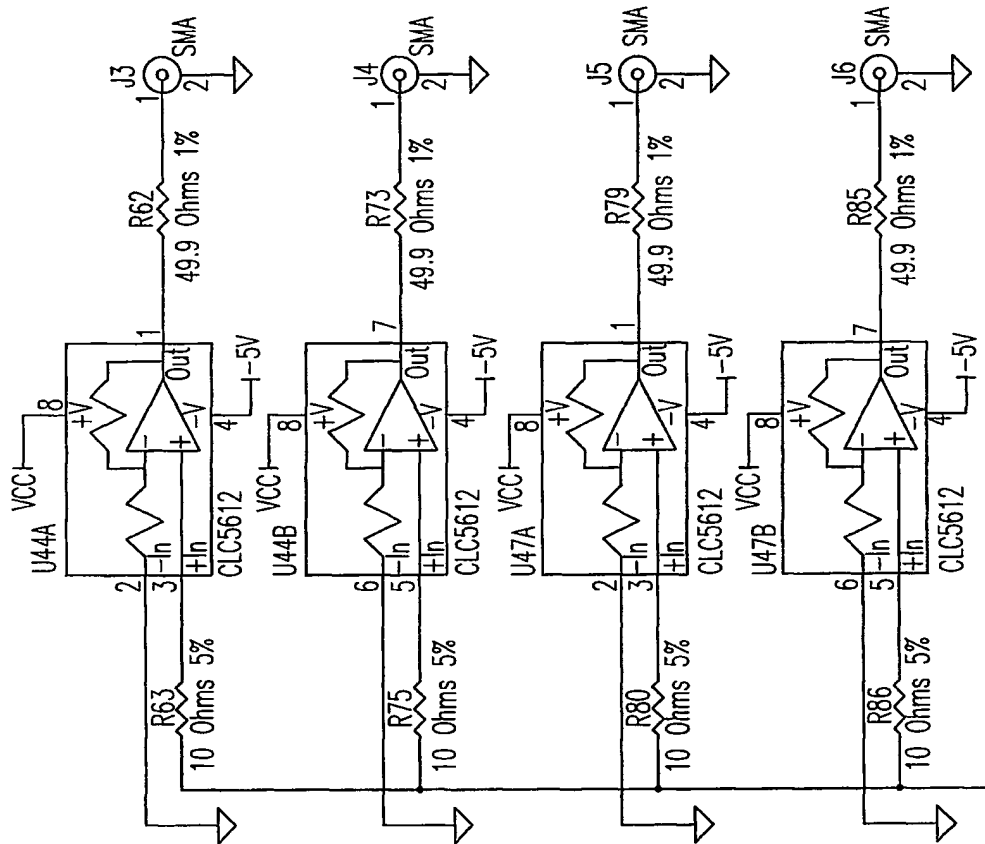 J3
SMA
1
2
R62
49.9 Ohms 1%
VCC
8
+V
1
Out
-V
4
-5V
U44A
2
3
-In
+In
CLC5612
R63
10 Ohms 5%
J4
SMA
1
2
R73
49.9 Ohms 1%
VCC
8
+V
7
Out
-V
4
-5V
U44B
6
5
-In
+In
CLC5612
R75
10 Ohms 5%
J5
SMA
1
2
R79
49.9 Ohms 1%
VCC
8
+V
1
Out
-V
4
-5V
U47A
2
3
-In
+In
CLC5612
R80
10 Ohms 5%
J6
SMA
1
2
R85
49.9 Ohms 1%
VCC
8
+V
7
Out
-V
4
-5V
U47B
6
5
-In
+In
CLC5612
R86
10 Ohms 5%